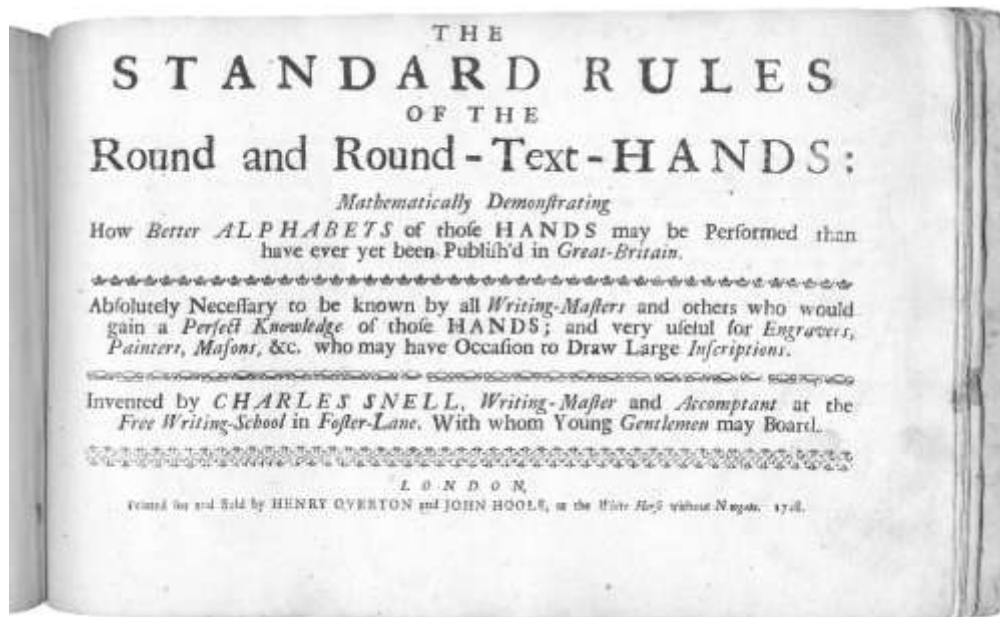 THE
STANDARD RULES
OF THE
Round and Round-Text-HANDS:
Mathematically Demonſtrating
How Better ALPHABETS of thoſe HANDS may be Performed than
have ever yet been Publiſh'd in Great-Britain.
Abſolutely Neceſſary to be known by all Writing-Maſters and others who would
gain a Perfect Knowledge of thoſe HANDS; and very uſeful for Engravers,
Painters, Maſons, &c. who may have Occaſion to Draw Large Inſcriptions.
Invented by CHARLES SNELL, Writing-Maſter and Accomptant at the
Free Writing-School in Foſter-Lane. With whom Young Gentlemen may Board.
LONDON,
Printed for and Sold by HENRY OVERTON and JOHN HOOLE, at the White Horſe without Newgate.